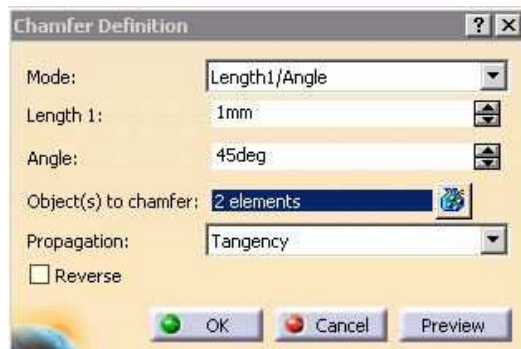 Chamfer Definition ? X
Mode: Length1/Angle
Length 1: 1mm
Angle: 45deg
Object(s) to chamfer: 2 elements
Propagation: Tangency
Reverse
OK Cancel Preview